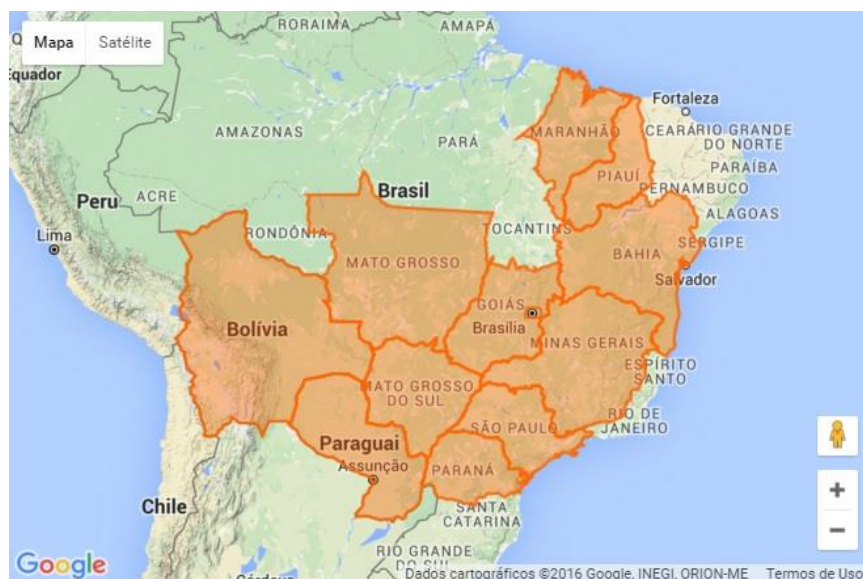 Mapa Satélite
RORAIMA
AMAPÁ
Equador
Fortaleza
AMAZONAS
PARÁ
MARANHÃO
CEARÁ RIO GRANDE
DO NORTE
PIAUÍ
PARAÍBA
PERNAMBUCO
ACRE
Brasil
Peru
ALAGOAS
Lima
RONDÔNIA
TOCANTINS
SERGIPE
BAHIA
MATO GROSSO
Salvador
GOIÁS
Brasília
Bolívia
MINAS GERAIS
ESPÍRITO
SANTO
MATO GROSSO
DO SUL
RIO DE
JANEIRO
SÃO PAULO
Paraguai
Assunção
PARANÁ
Chile
SANTA
CATARINA
RIO GRANDE
DO SUL
+
−
Google
Dados cartográficos ©2016 Google, INEGI, ORION-ME Termos de Uso